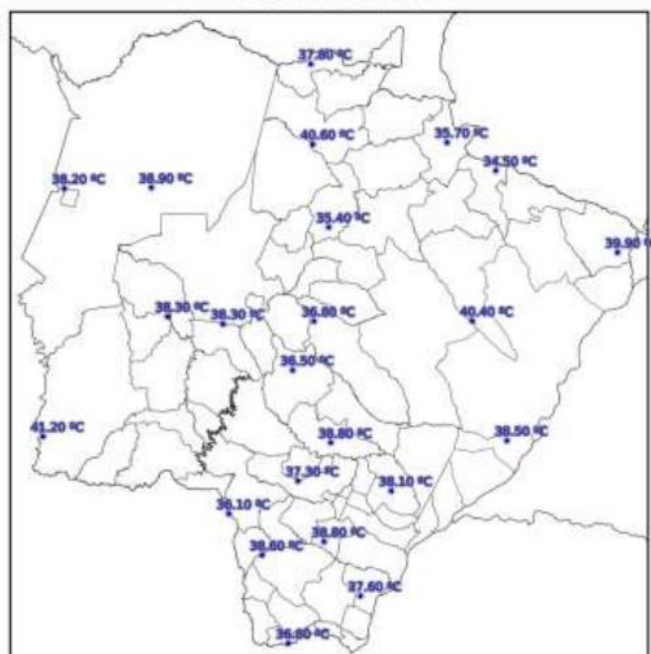 37.80 ºC
40.60 ºC
35.70 ºC
34.50 ºC
38.20 ºC
38.90 ºC
35.40 ºC
39.90 º
38.30 ºC
38.30 ºC
36.80 ºC
40.40 ºC
36.50 ºC
41.20 ºC
38.80 ºC
38.50 ºC
37.30 ºC
38.10 ºC
36.10 ºC
38.80 ºC
38.60 ºC
37.60 ºC
36.80 ºC